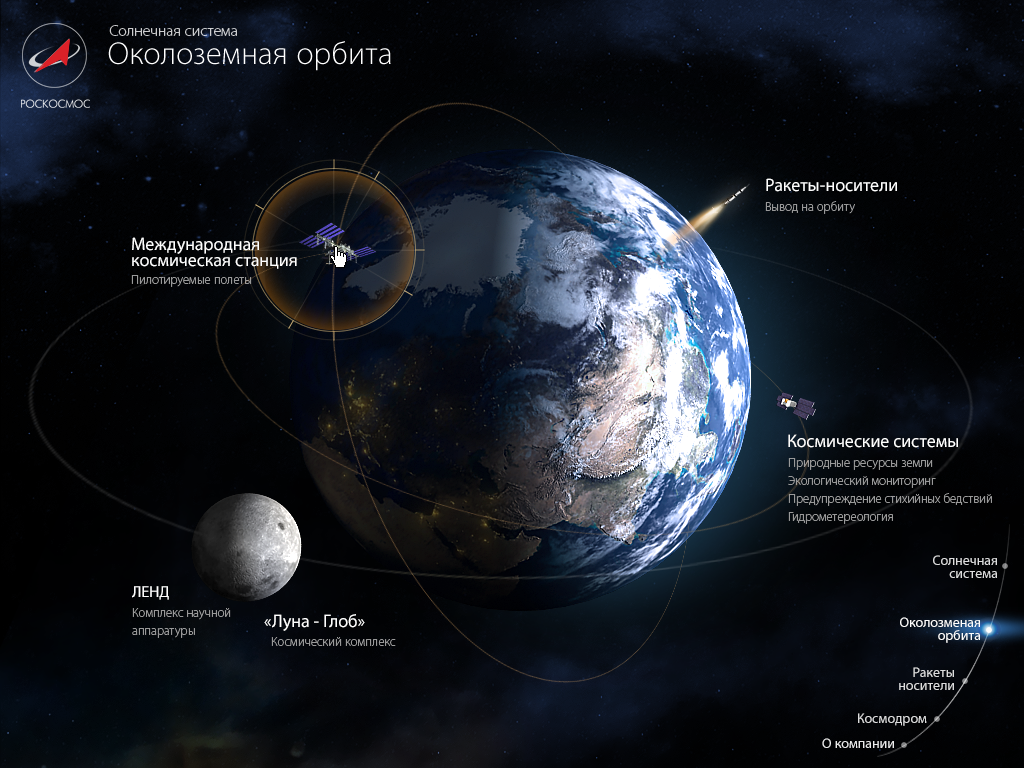 Солнечная система
Околоземная орбита
РОСКОСМОС
Ракеты-носители
Вывод на орбиту
Международная
космическая станция
Пилотируемые полеты
Космические системы
Природные ресурсы земли
Экологический мониторинг
Предупреждение стихийных бедствий
Гидрометереология
ЛЕНД
Комплекс научной
аппаратуры
«Луна - Глоб»
Космический комплекс
Солнечная
система
Околозменая
орбита
Ракеты
носители
Космодром
О компании